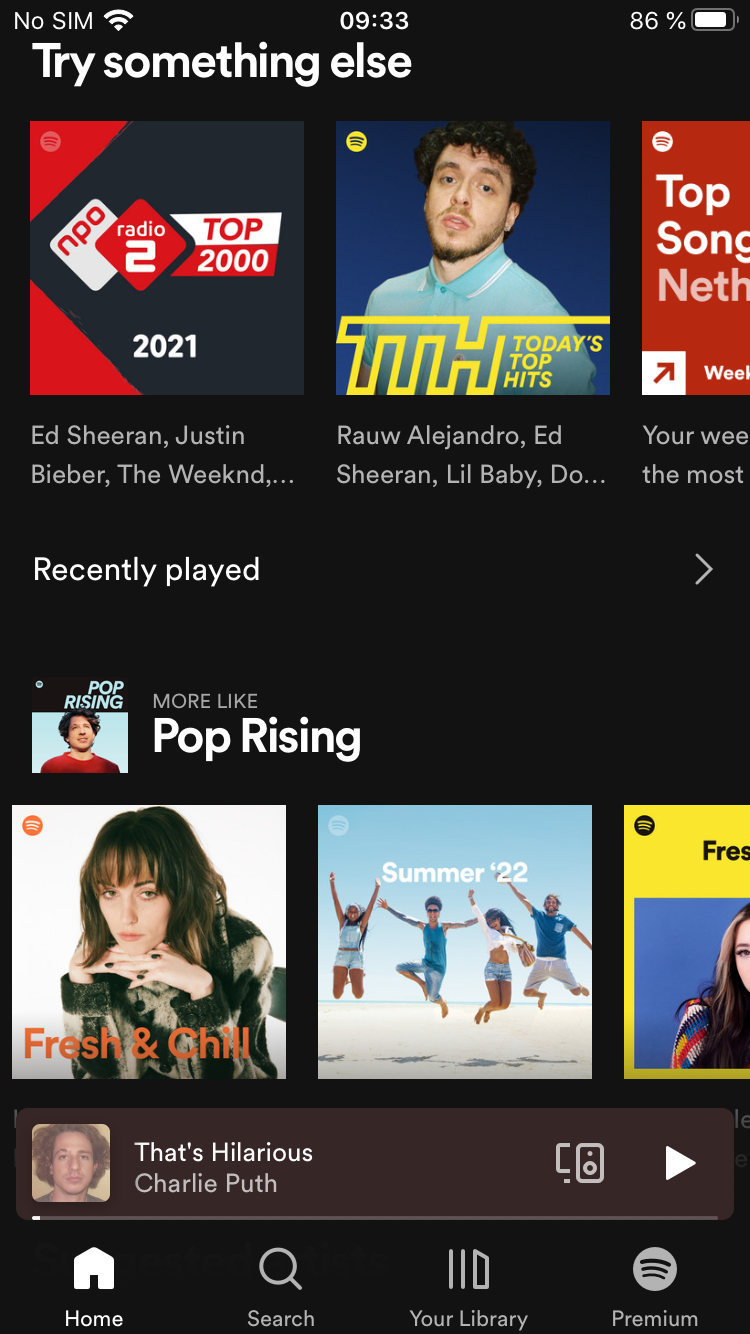 No SIM 09:33 86 %
Try something else
npo
radio
2
TOP
2000
2021
TTH
TODAY'S
TOP
HITS
Top
Song
Neth
Week
Ed Sheeran, Justin
Bieber, The Weeknd,...
Rauw Alejandro, Ed
Sheeran, Lil Baby, Do...
Your wee
the most
Recently played
POP
RISING
MORE LIKE
Pop Rising
Fresh & Chill
Summer ‘22
Fres
That's Hilarious
Charlie Puth
Home
Search
Your Library
Premium